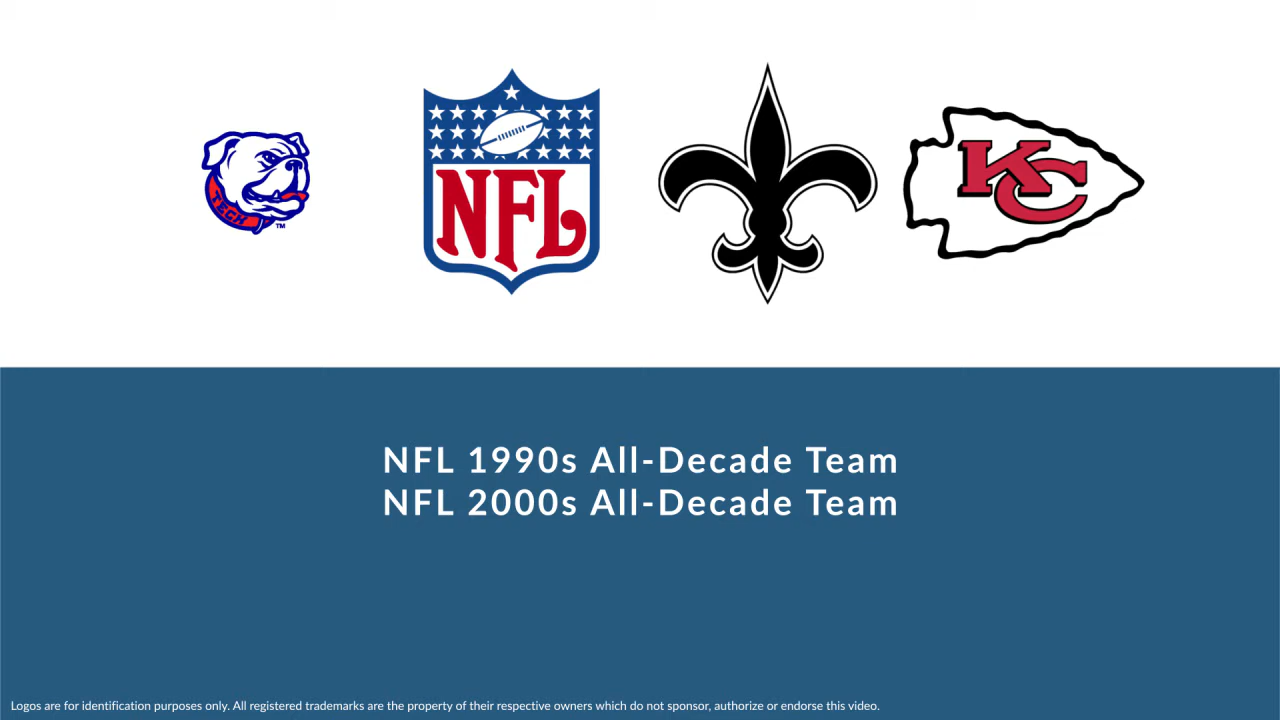 TECH
TM
NFL
KC
NFL 1990s All-Decade Team
NFL 2000s All-Decade Team
Logos are for identification purposes only. All registered trademarks are the property of their respective owners which do not sponsor, authorize or endorse this video.